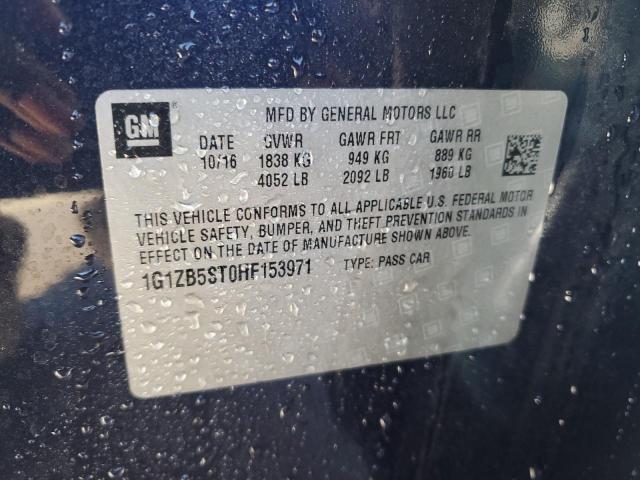 GM® MFD BY GENERAL MOTORS LLC
DATE GVWR GAWR FRT GAWR RR
10/16 1838 KG 949 KG 889 KG
4052 LB 2092 LB 1960 LB
THIS VEHICLE CONFORMS TO ALL APPLICABLE U.S. FEDERAL MOTOR
VEHICLE SAFETY, BUMPER, AND THEFT PREVENTION STANDARDS IN
EFFECT ON THE DATE OF MANUFACTURE SHOWN ABOVE.
1G1ZB5ST0HF153971 TYPE: PASS CAR